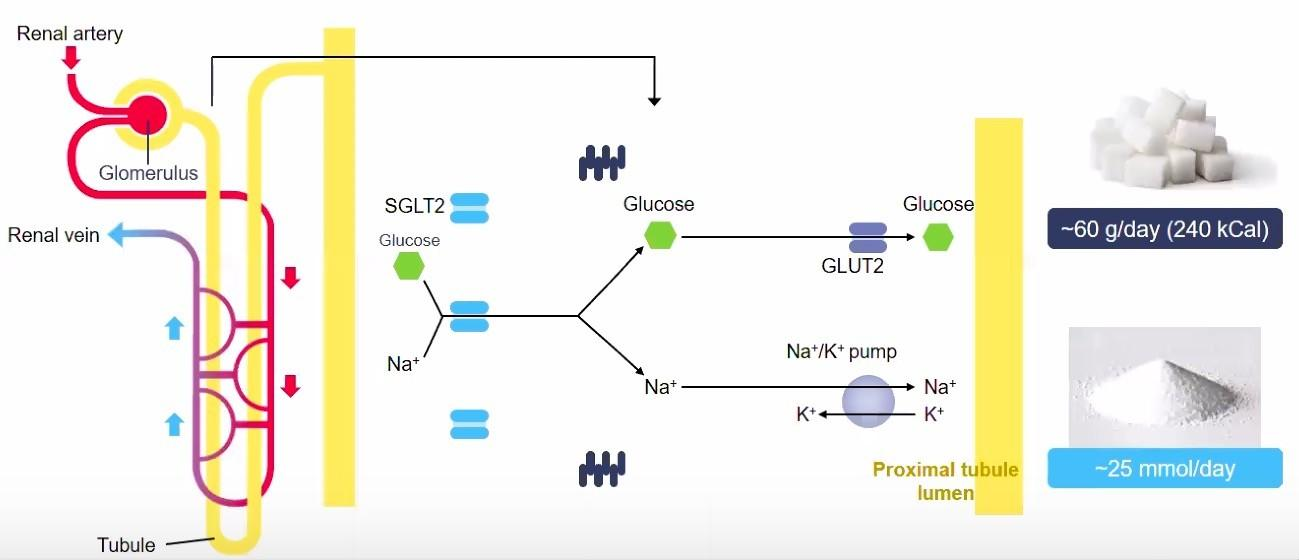 Renal artery
Glomerulus
Renal vein
Tubule
SGLT2
Glucose
Na⁺
Glucose
Na⁺
GLUT2
Glucose
Na⁺/K⁺ pump
Na⁺
K⁺
K⁺
Proximal tubule
lumen
~60 g/day (240 kCal)
~25 mmol/day